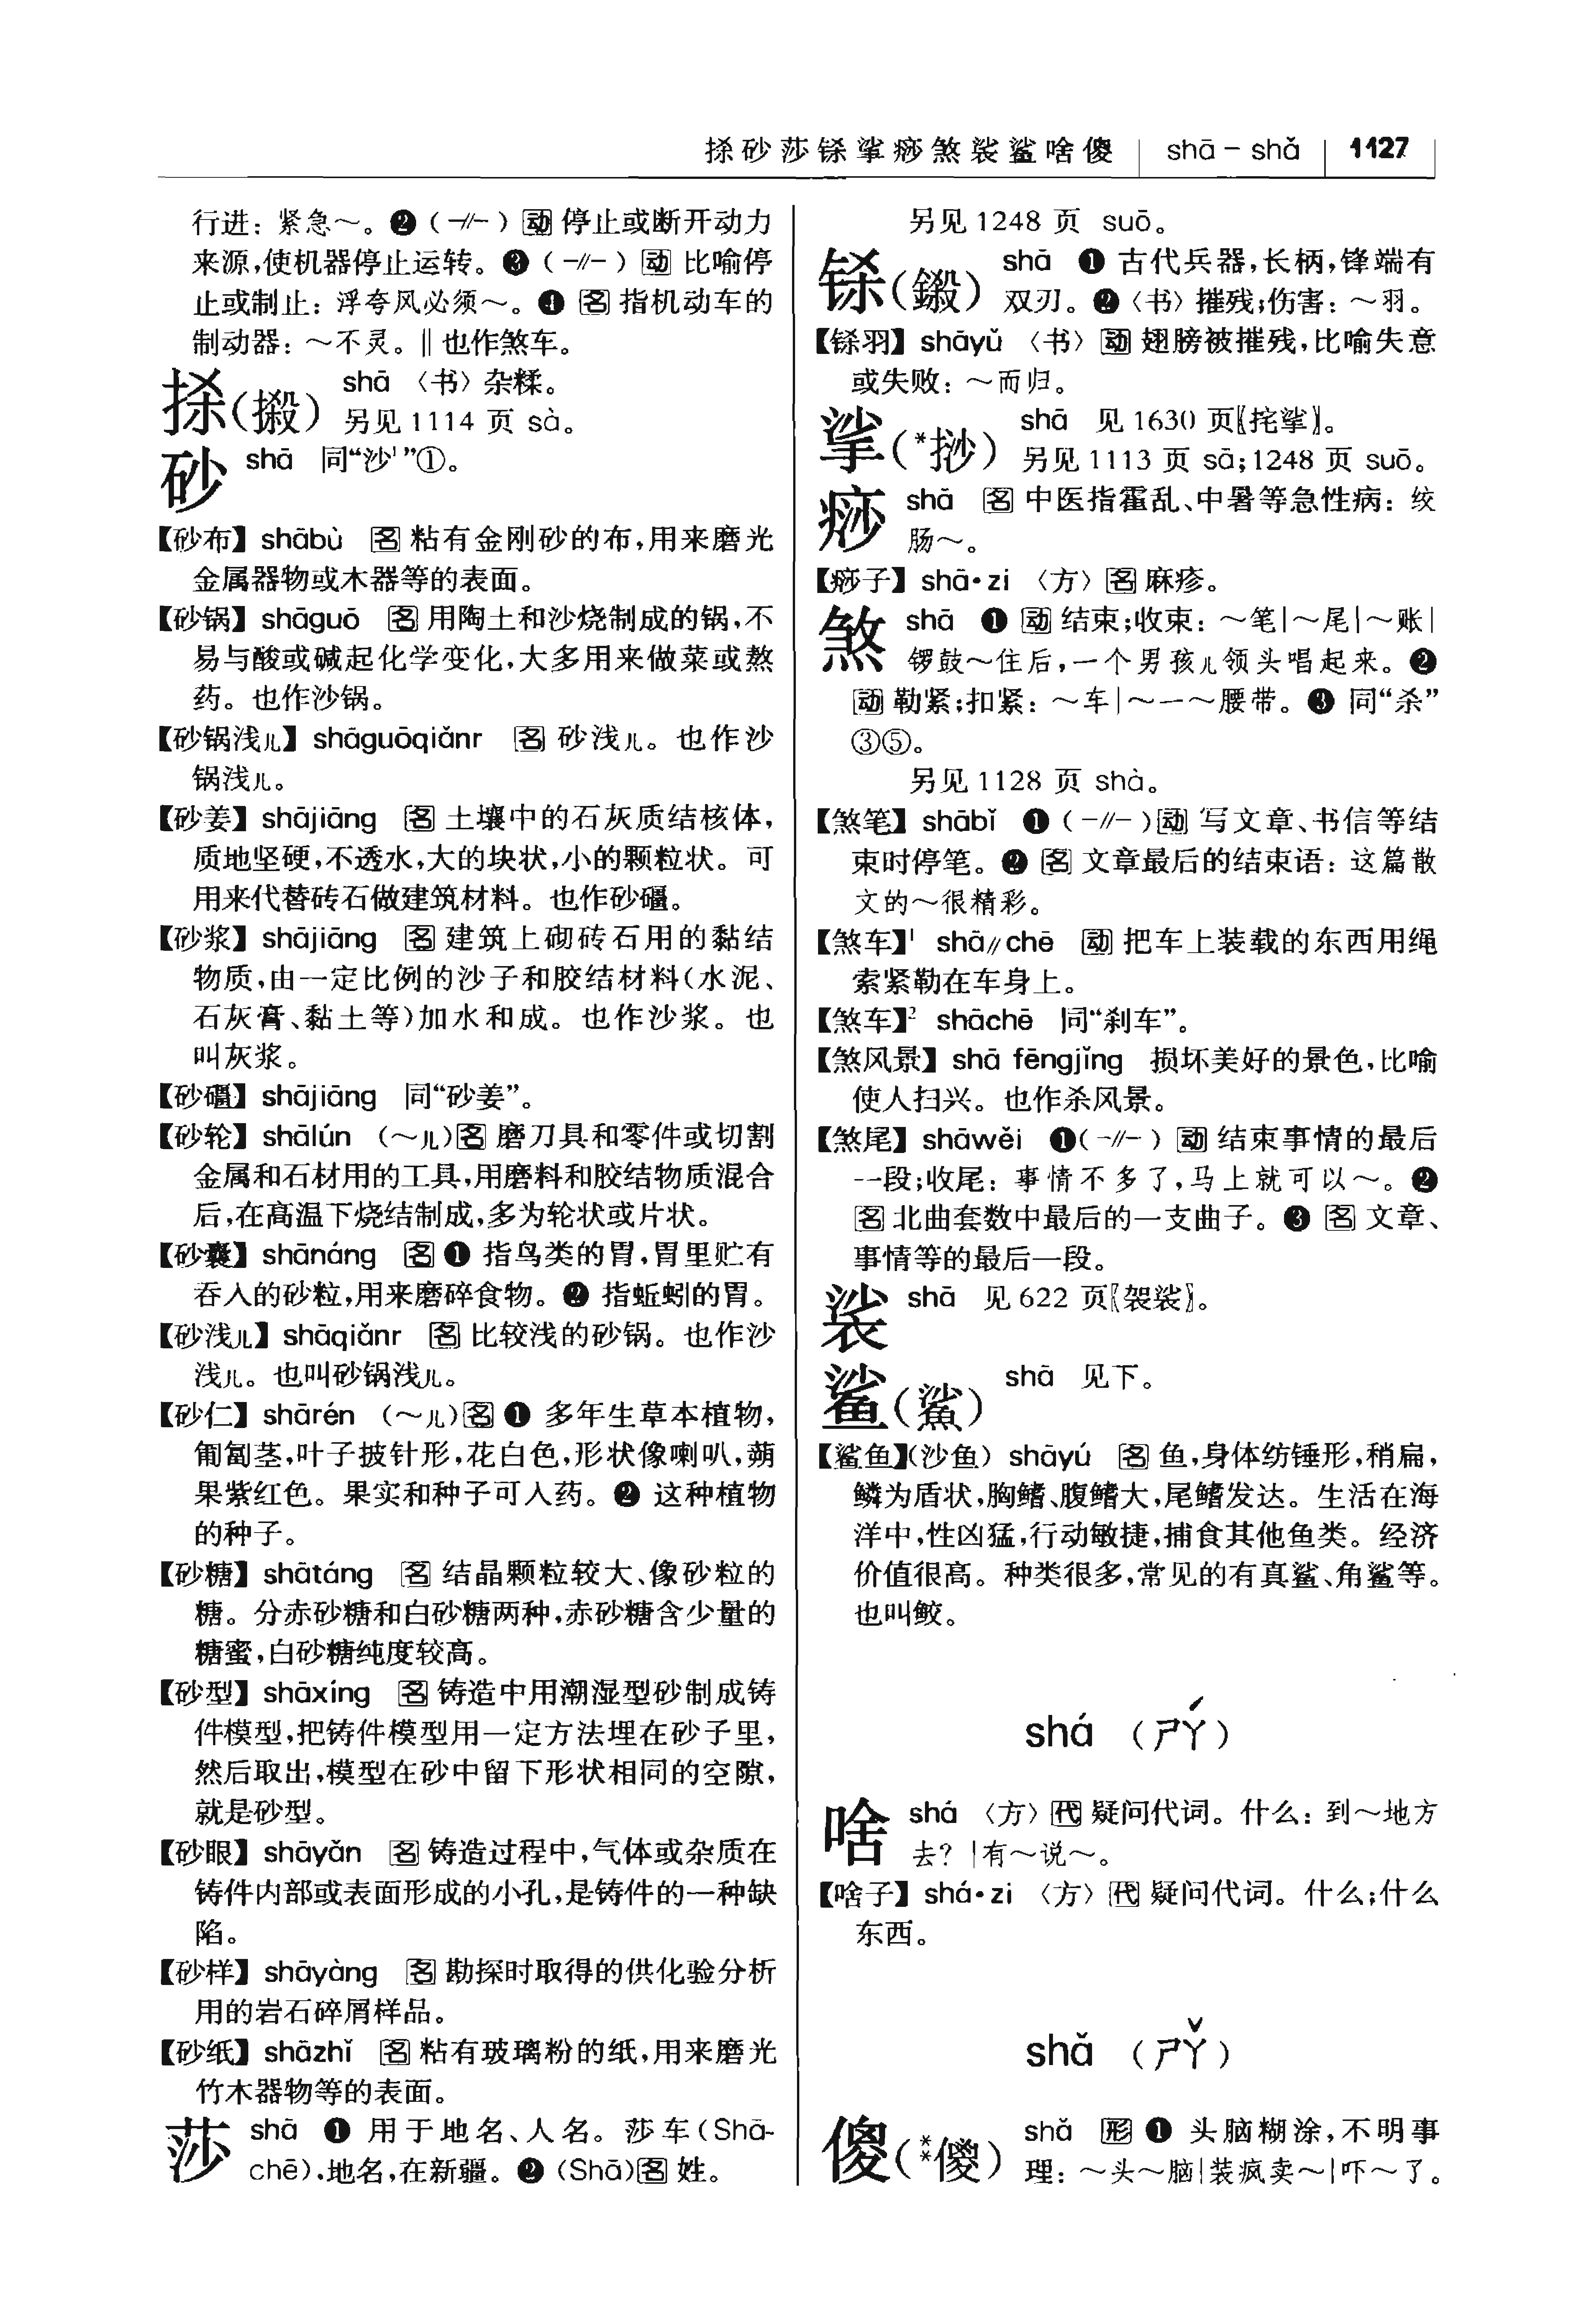 挱砂莎铩挲痧煞裟鲨啥傻 shā – shǎ 1127
行进：紧急～。❷（-//-）动 停止或断开动力
来源，使机器停止运转。❸（-//-）动 比喻停
止或制止：浮夸风必须～。❹ 名 指机动车的
制动器：～不灵。‖也作煞车。
(摋) shā 〈书〉杂糅。
另见1114页 sà。
砂 shā 同“沙¹”①。
【砂布】shābù 名 粘有金刚砂的布，用来磨光
金属器物或木器等的表面。
【砂锅】shāguō 名 用陶土和沙烧制成的锅，不
易与酸或碱起化学变化，大多用来做菜或熬
药。也作沙锅。
【砂锅浅儿】shāguōqiǎnr 名 砂浅儿。也作沙
锅浅儿。
【砂姜】shājiāng 名 土壤中的石灰质结核体，
质地坚硬，不透水，大的块状，小的颗粒状。可
用来代替砖石做建筑材料。也作砂礓。
【砂浆】shājiāng 名 建筑上砌砖石用的黏结
物质，由一定比例的沙子和胶结材料（水泥、
石灰膏、黏土等）加水和成。也作沙浆。也
叫灰浆。
【砂礓】shājiāng 同“砂姜”。
【砂轮】shālún （～儿）名 磨刀具和零件或切割
金属和石材用的工具，用磨料和胶结物质混合
后，在高温下烧结制成，多为轮状或片状。
【砂囊】shānáng 名 ❶ 指鸟类的胃，胃里贮有
吞入的砂粒，用来磨碎食物。❷ 指蚯蚓的胃。
【砂浅儿】shāqiǎnr 名 比较浅的砂锅。也作沙
浅儿。也叫砂锅浅儿。
【砂仁】shārén （～儿）名 ❶ 多年生草本植物，
匍匐茎，叶子披针形，花白色，形状像喇叭，蒴
果紫红色。果实和种子可入药。❷ 这种植物
的种子。
【砂糖】shātáng 名 结晶颗粒较大、像砂粒的
糖。分赤砂糖和白砂糖两种，赤砂糖含少量的
糖蜜，白砂糖纯度较高。
【砂型】shāxíng 名 铸造中用潮湿型砂制成铸
件模型，把铸件模型用一定方法埋在砂子里，
然后取出，模型在砂中留下形状相同的空隙，
就是砂型。
【砂眼】shāyǎn 名 铸造过程中，气体或杂质在
铸件内部或表面形成的小孔，是铸件的一种缺
陷。
【砂样】shāyàng 名 勘探时取得的供化验分析
用的岩石碎屑样品。
【砂纸】shāzhǐ 名 粘有玻璃粉的纸，用来磨光
竹木器物等的表面。
莎 shā ❶ 用于地名、人名。莎车（Shā-
chē），地名，在新疆。❷ （Shā）名 姓。
另见1248页 suō。
铩(鎩) shā ❶ 古代兵器，长柄，锋端有
双刃。❷〈书〉摧残；伤害：～羽。
【铩羽】shāyǔ 〈书〉动 翅膀被摧残，比喻失意
或失败：～而归。
挲(*挱) shā 见1630页〖挓挲〗。
另见1113页 sā；1248页 suō。
痧 shā 名 中医指霍乱、中暑等急性病：绞
肠～。
【痧子】shā·zi 〈方〉名 麻疹。
煞 shā ❶ 动 结束；收束：～笔|～尾|～账|
锣鼓～住后，一个男孩儿领头唱起来。❷
动 勒紧；扣紧：～车|～一～腰带。❸ 同“杀”
③⑤。
另见1128页 shà。
【煞笔】shābǐ ❶（-//-）动 写文章、书信等结
束时停笔。❷ 名 文章最后的结束语：这篇散
文的～很精彩。
【煞车】¹ shā//chē 动 把车上装载的东西用绳
索紧勒在车身上。
【煞车】² shāchē 同“刹车”。
【煞风景】shā fēngjǐng 损坏美好的景色，比喻
使人扫兴。也作杀风景。
【煞尾】shāwěi ❶（-//-）动 结束事情的最后
一段；收尾：事情不多了，马上就可以～。❷
名 北曲套数中最后的一支曲子。❸ 名 文章、
事情等的最后一段。
裟 shā 见622页〖袈裟〗。
鲨(鯊) shā 见下。
【鲨鱼】（沙鱼）shāyú 名 鱼，身体纺锤形，稍扁，
鳞为盾状，胸鳍、腹鳍大，尾鳍发达。生活在海
洋中，性凶猛，行动敏捷，捕食其他鱼类。经济
价值很高。种类很多，常见的有真鲨、角鲨等。
也叫鲛。
shá （ㄕㄚˊ）
啥 shá 〈方〉代 疑问代词。什么：到～地方
去？|有～说～。
【啥子】shá·zi 〈方〉代 疑问代词。什么；什么
东西。
shǎ （ㄕㄚˇ）
傻(**儍) shǎ 形 ❶ 头脑糊涂，不明事
理：～头～脑|装疯卖～|吓～了。